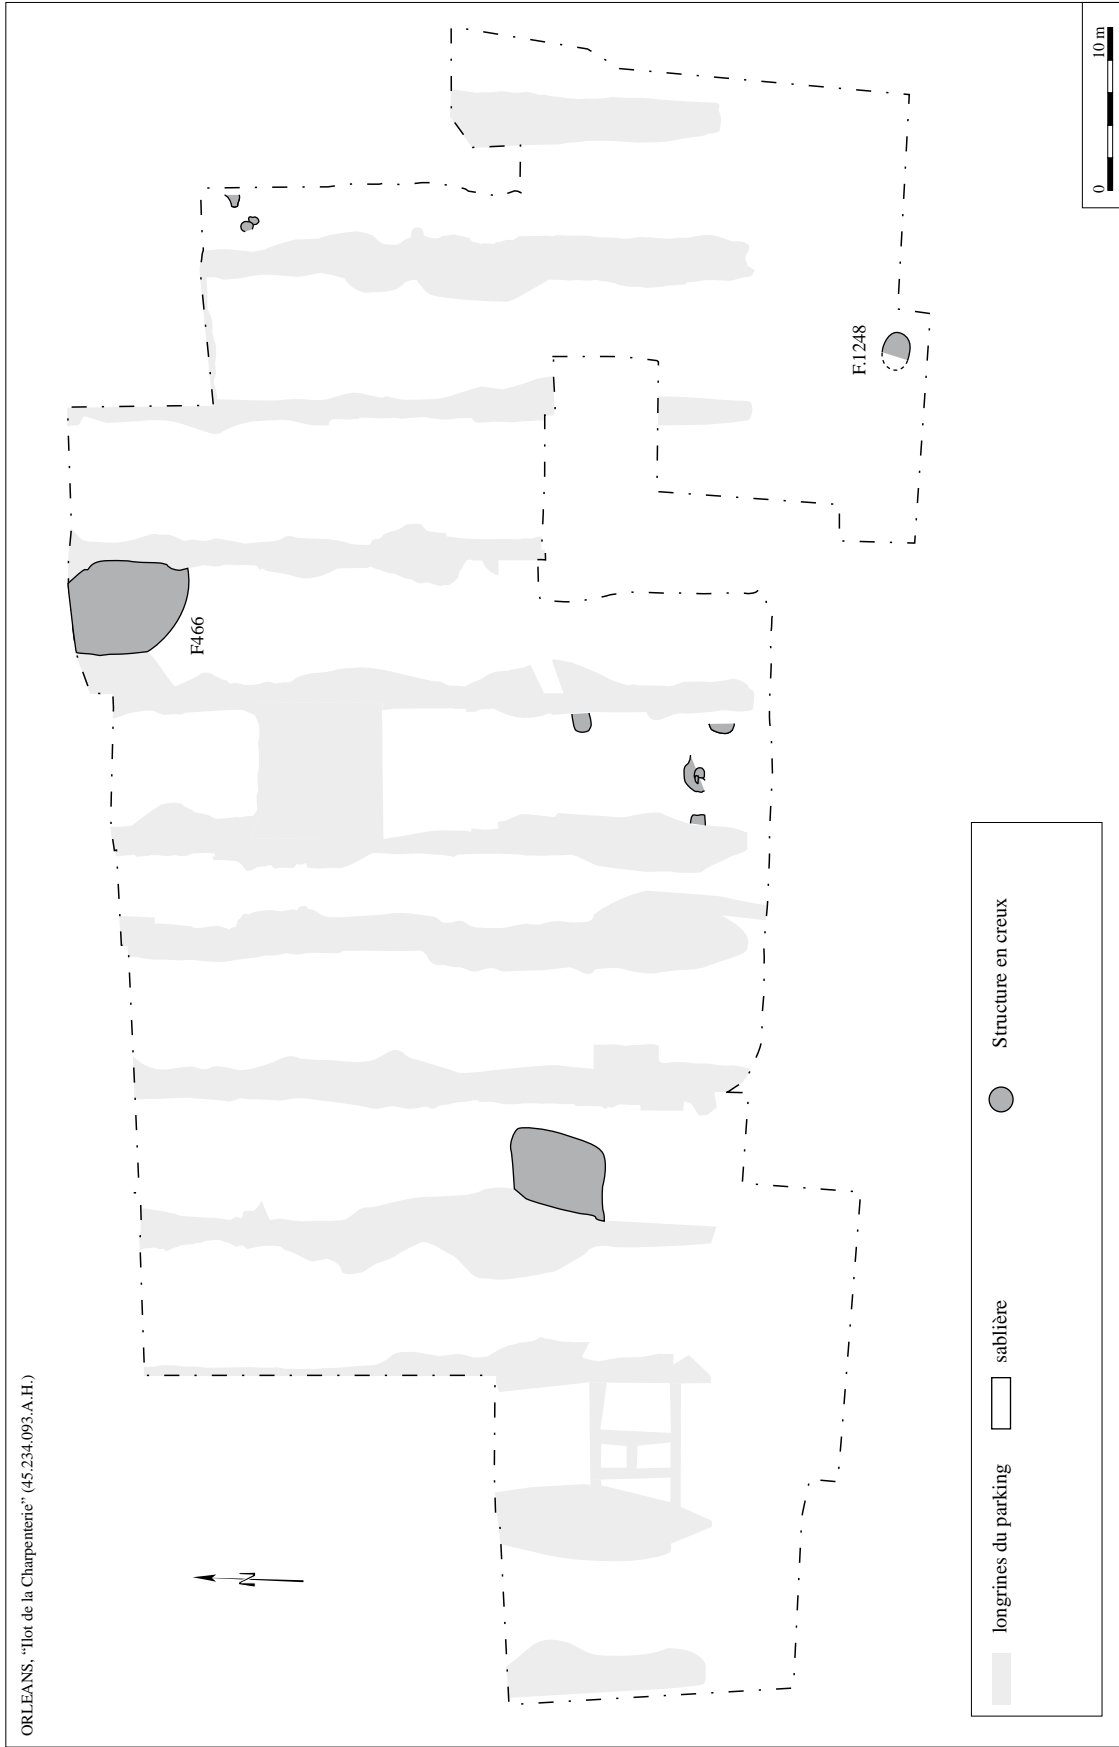 ORLEANS, "Ilot de la Charpenterie" (45.234.093.A.H.)
F466
F.1248
N
0 10 m
longrines du parking
sablière
Structure en creux